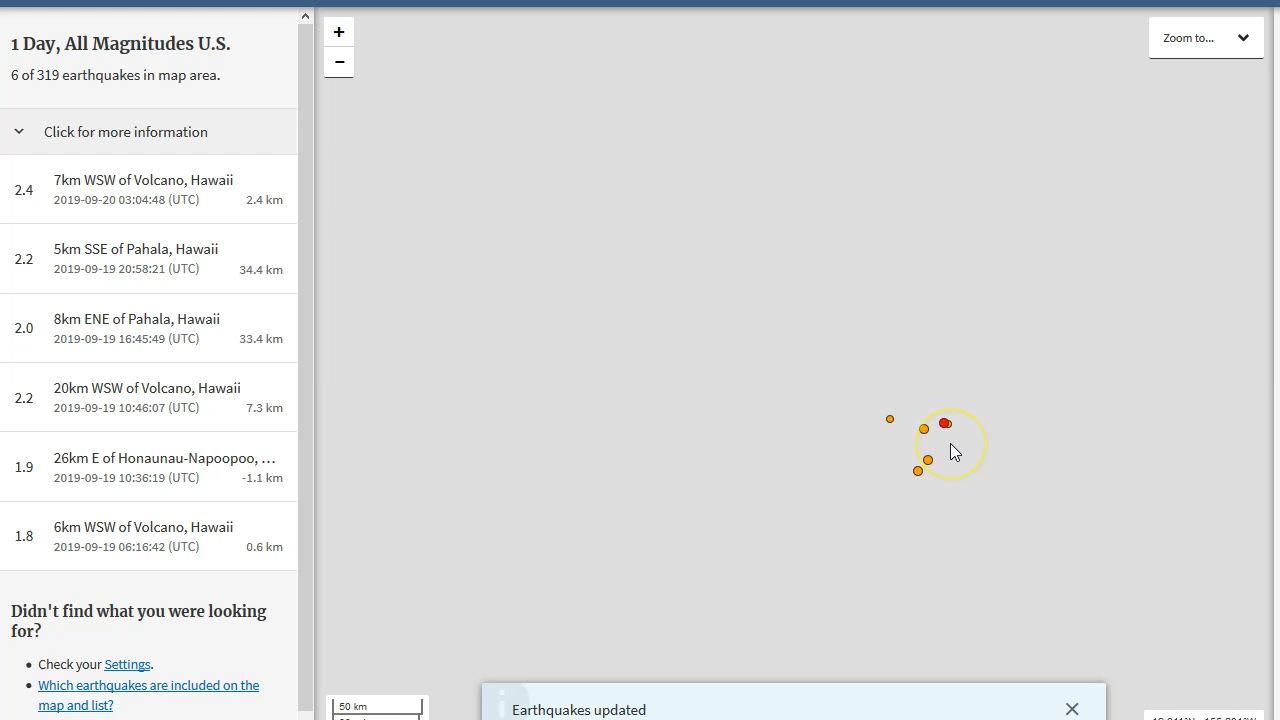 1 Day, All Magnitudes U.S.
6 of 319 earthquakes in map area.
Click for more information
2.4
7km WSW of Volcano, Hawaii
2019-09-20 03:04:48 (UTC)
2.4 km
2.2
5km SSE of Pahala, Hawaii
2019-09-19 20:58:21 (UTC)
34.4 km
2.0
8km ENE of Pahala, Hawaii
2019-09-19 16:45:49 (UTC)
33.4 km
2.2
20km WSW of Volcano, Hawaii
2019-09-19 10:46:07 (UTC)
7.3 km
1.9
26km E of Honaunau-Napoopoo, ...
2019-09-19 10:36:19 (UTC)
-1.1 km
1.8
6km WSW of Volcano, Hawaii
2019-09-19 06:16:42 (UTC)
0.6 km
Didn't find what you were looking
for?
• Check your Settings.
• Which earthquakes are included on the
map and list?
+
−
Zoom to...
50 km
Earthquakes updated